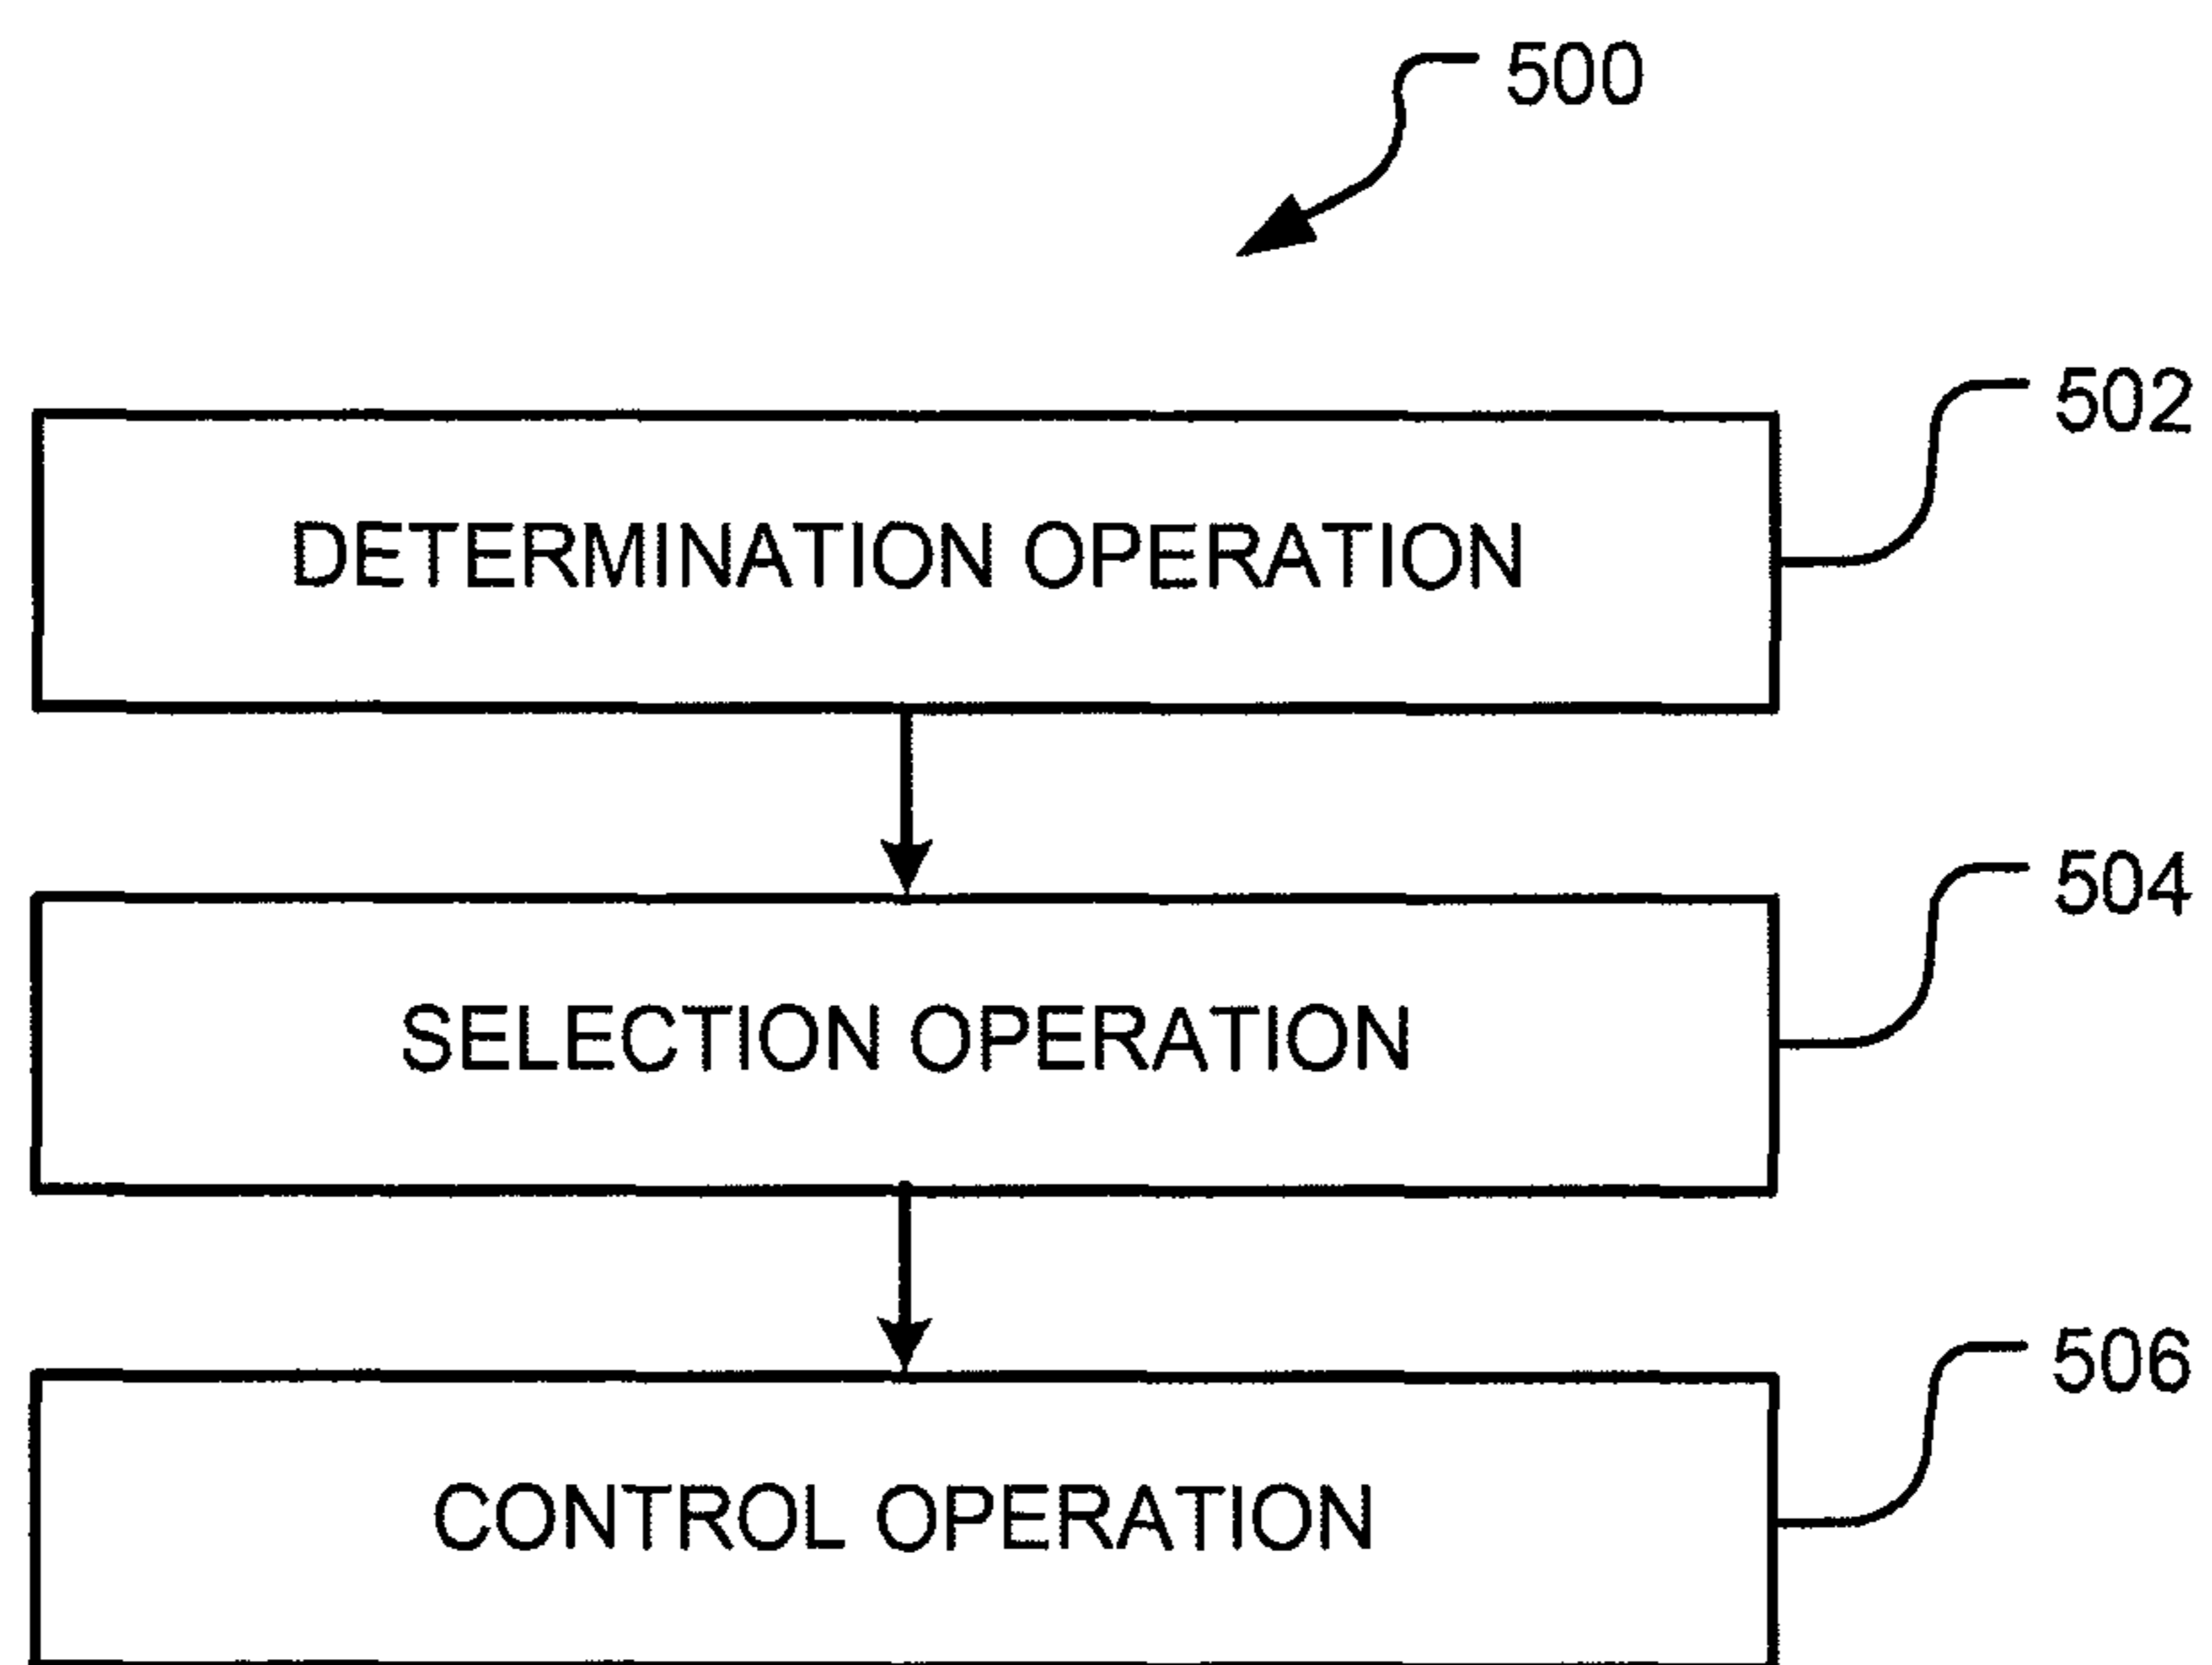 500
502
DETERMINATION OPERATION
504
SELECTION OPERATION
506
CONTROL OPERATION